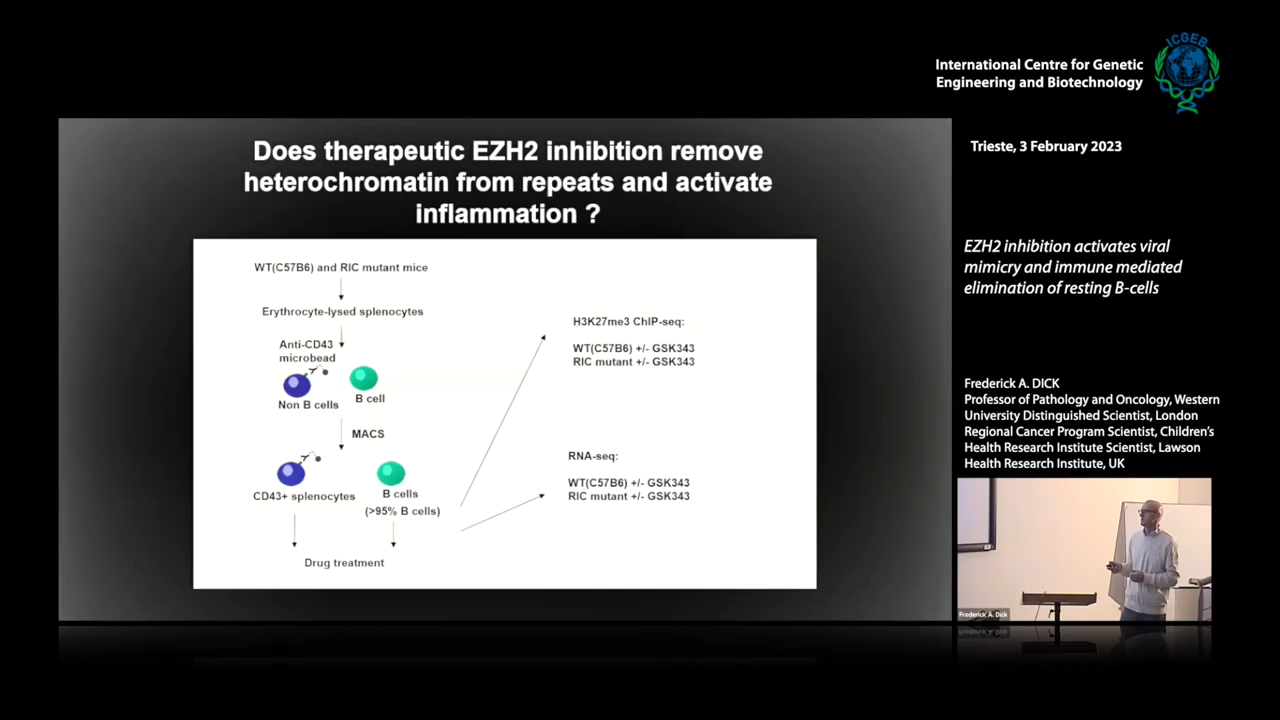 ICGEB
International Centre for Genetic
Engineering and Biotechnology
Trieste, 3 February 2023
Does therapeutic EZH2 inhibition remove
heterochromatin from repeats and activate
inflammation ?
WT(C57B6) and RIC mutant mice
Erythrocyte-lysed splenocytes
Anti-CD43
microbead
Non B cells
B cell
MACS
CD43+ splenocytes
B cells
(>95% B cells)
Drug treatment
H3K27me3 ChIP-seq:
WT(C57B6) +/- GSK343
RIC mutant +/- GSK343
RNA-seq:
WT(C57B6) +/- GSK343
RIC mutant +/- GSK343
EZH2 inhibition activates viral
mimicry and immune mediated
elimination of resting B-cells
Frederick A. DICK
Professor of Pathology and Oncology, Western
University Distinguished Scientist, London
Regional Cancer Program Scientist, Children's
Health Research Institute Scientist, Lawson
Health Research Institute, UK
Frederick A. Dick